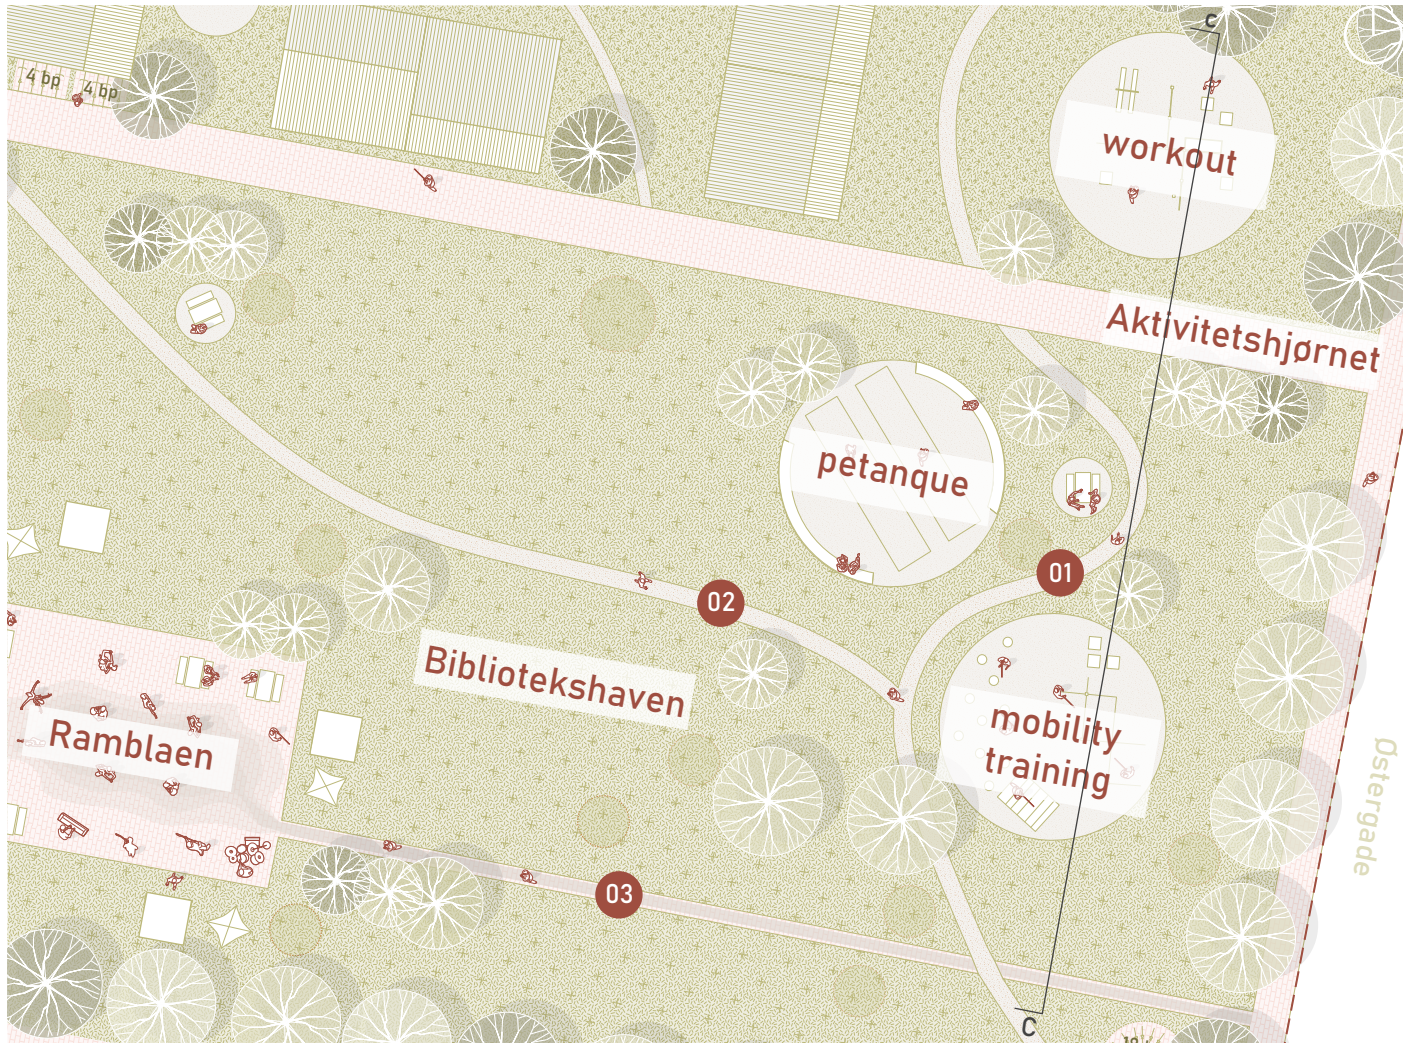 c
4 bp
4 bp
workout
Aktivitetshjørnet
petanque
01
02
Bibliotekshaven
mobility
training
Ramblaen
Østergade
03
C